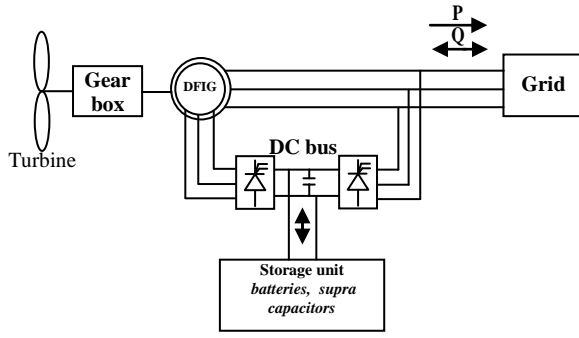 P
Q
Gear
box
DFIG
Grid
Turbine
DC bus
Storage unit
batteries, supra
capacitors